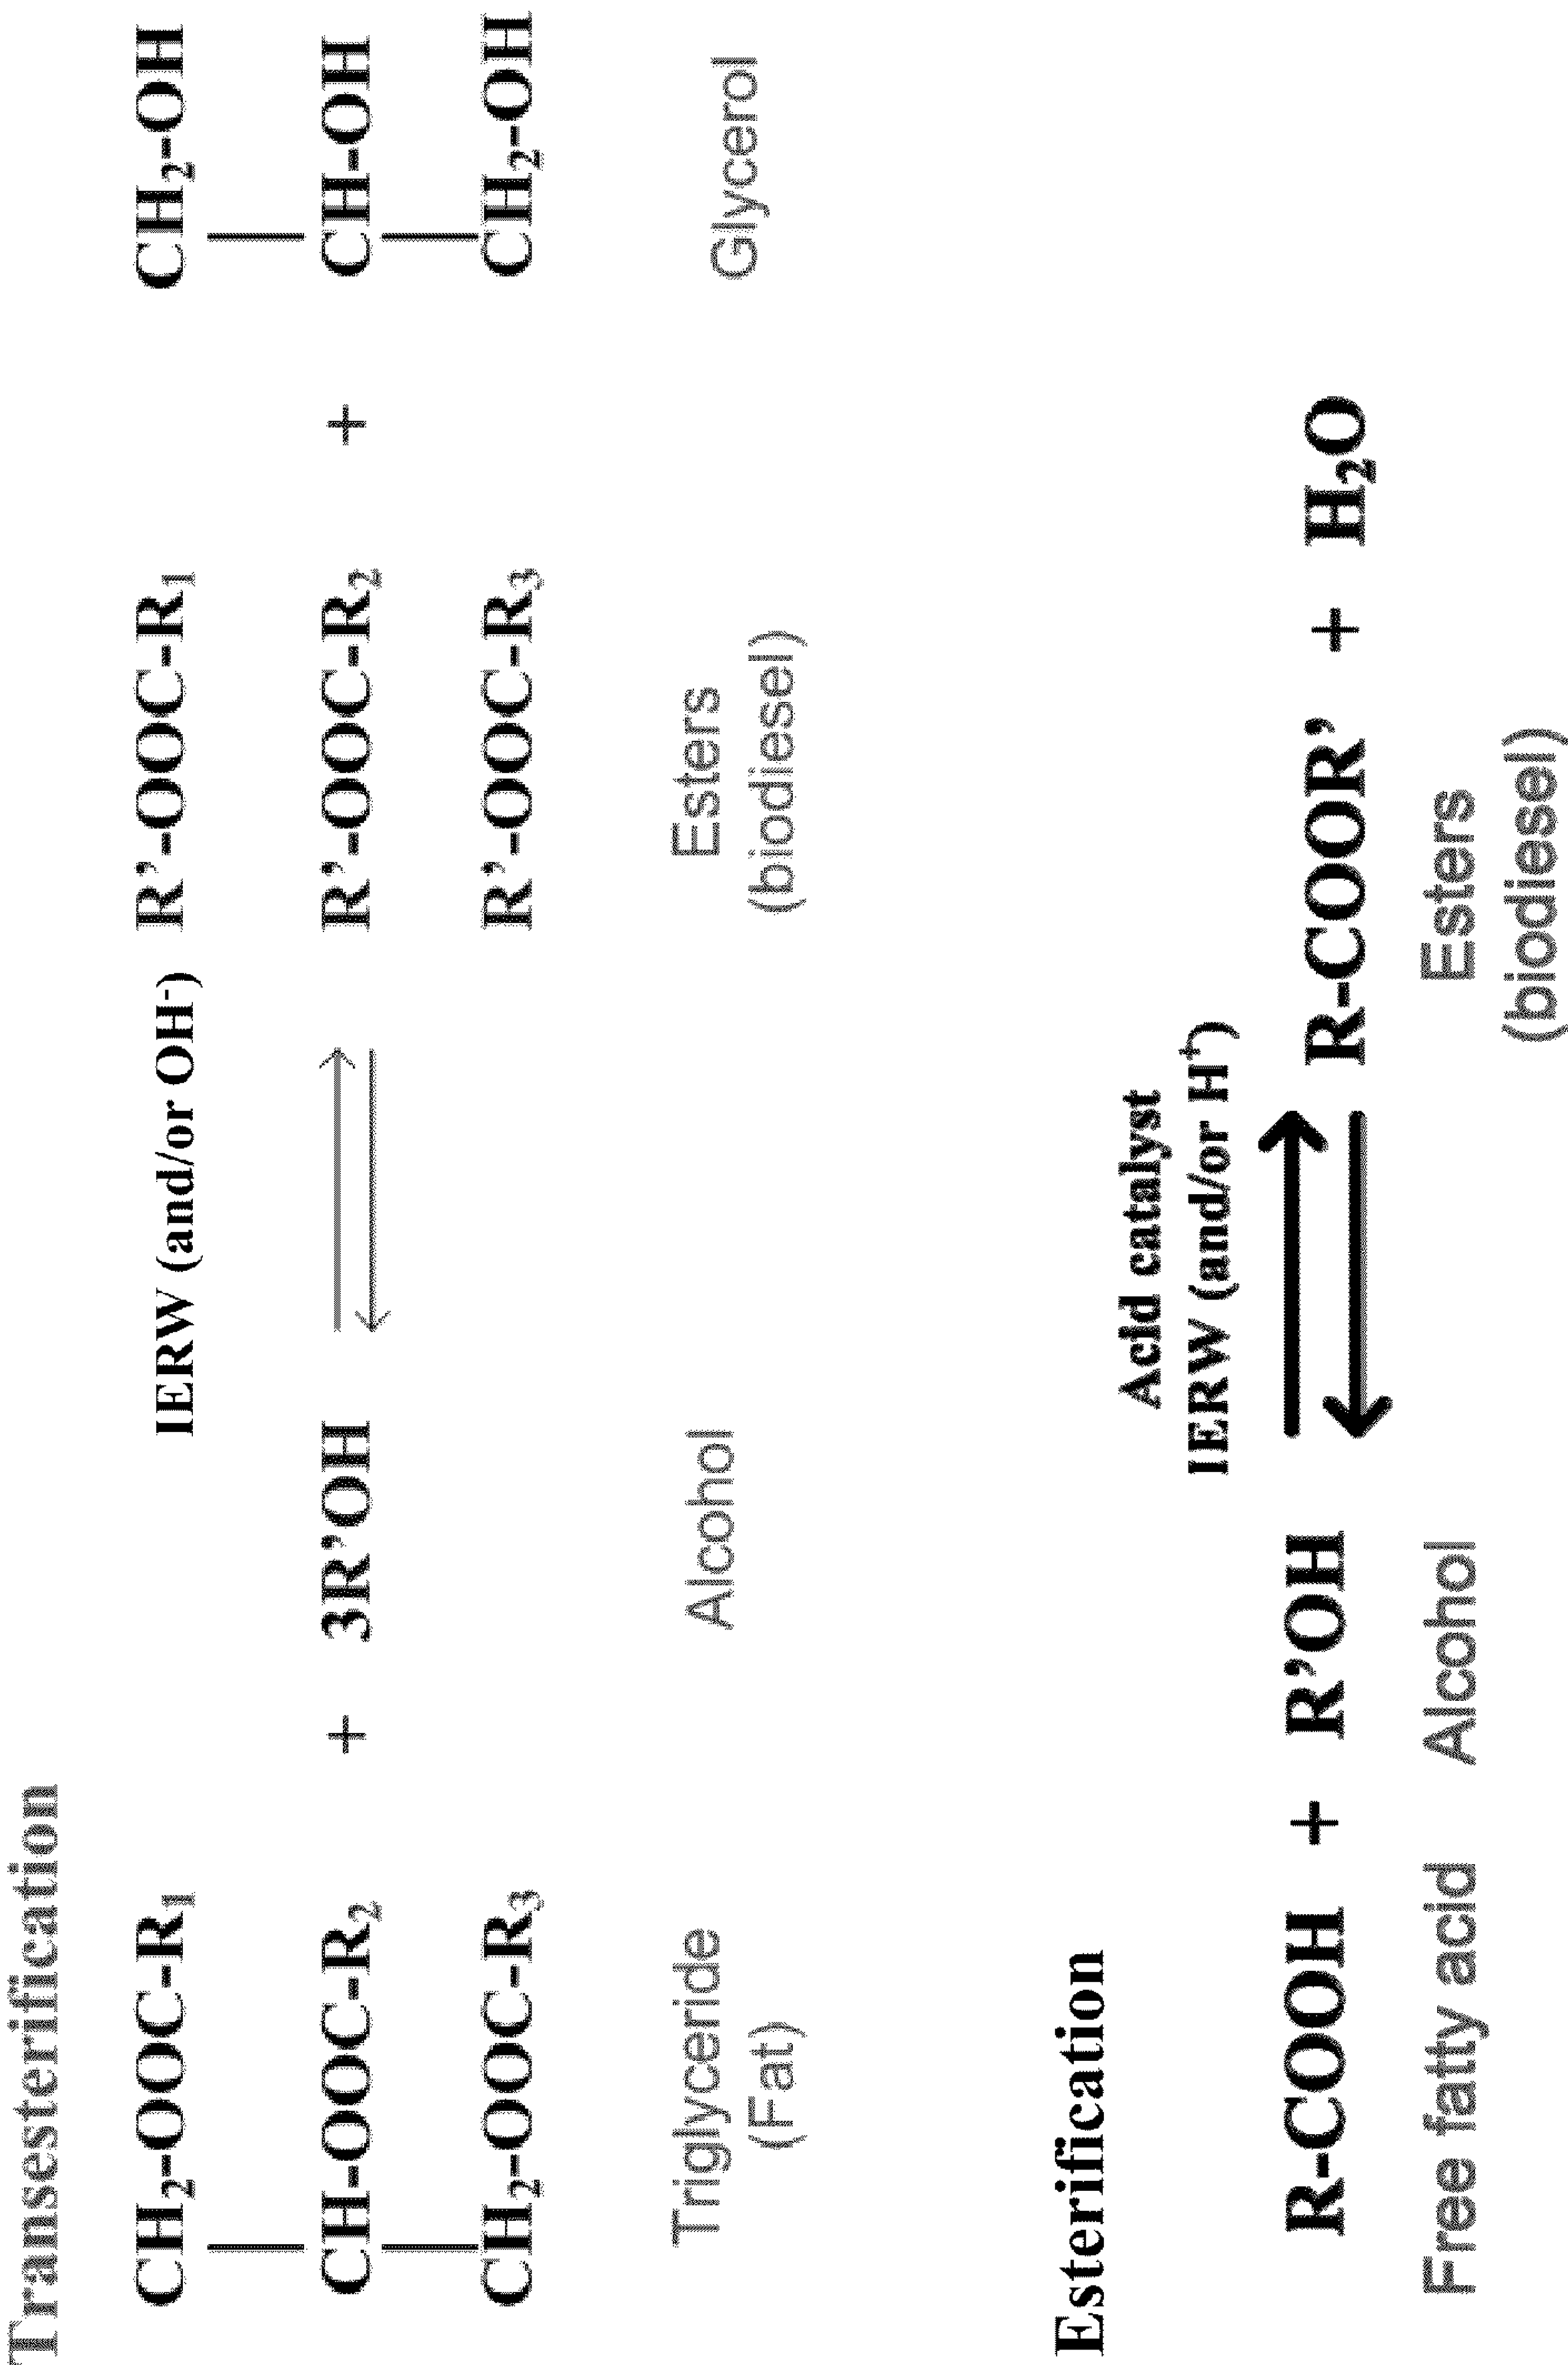 Transesterification
CH₂-OOC-R₁ R’-OOC-R₁ CH₂-OH
IERW (and/or OH⁻)
CH-OOC-R₂ + 3R’OH R’-OOC-R₂ + CH-OH
CH₂-OOC-R₃ R’-OOC-R₃ CH₂-OH
Triglyceride Alcohol Esters Glycerol
(Fat) (biodiesel)
Esterification
Acid catalyst
IERW (and/or H⁺)
R-COOH + R’OH R-COOR’ + H₂O
Free fatty acid Alcohol Esters
(biodiesel)